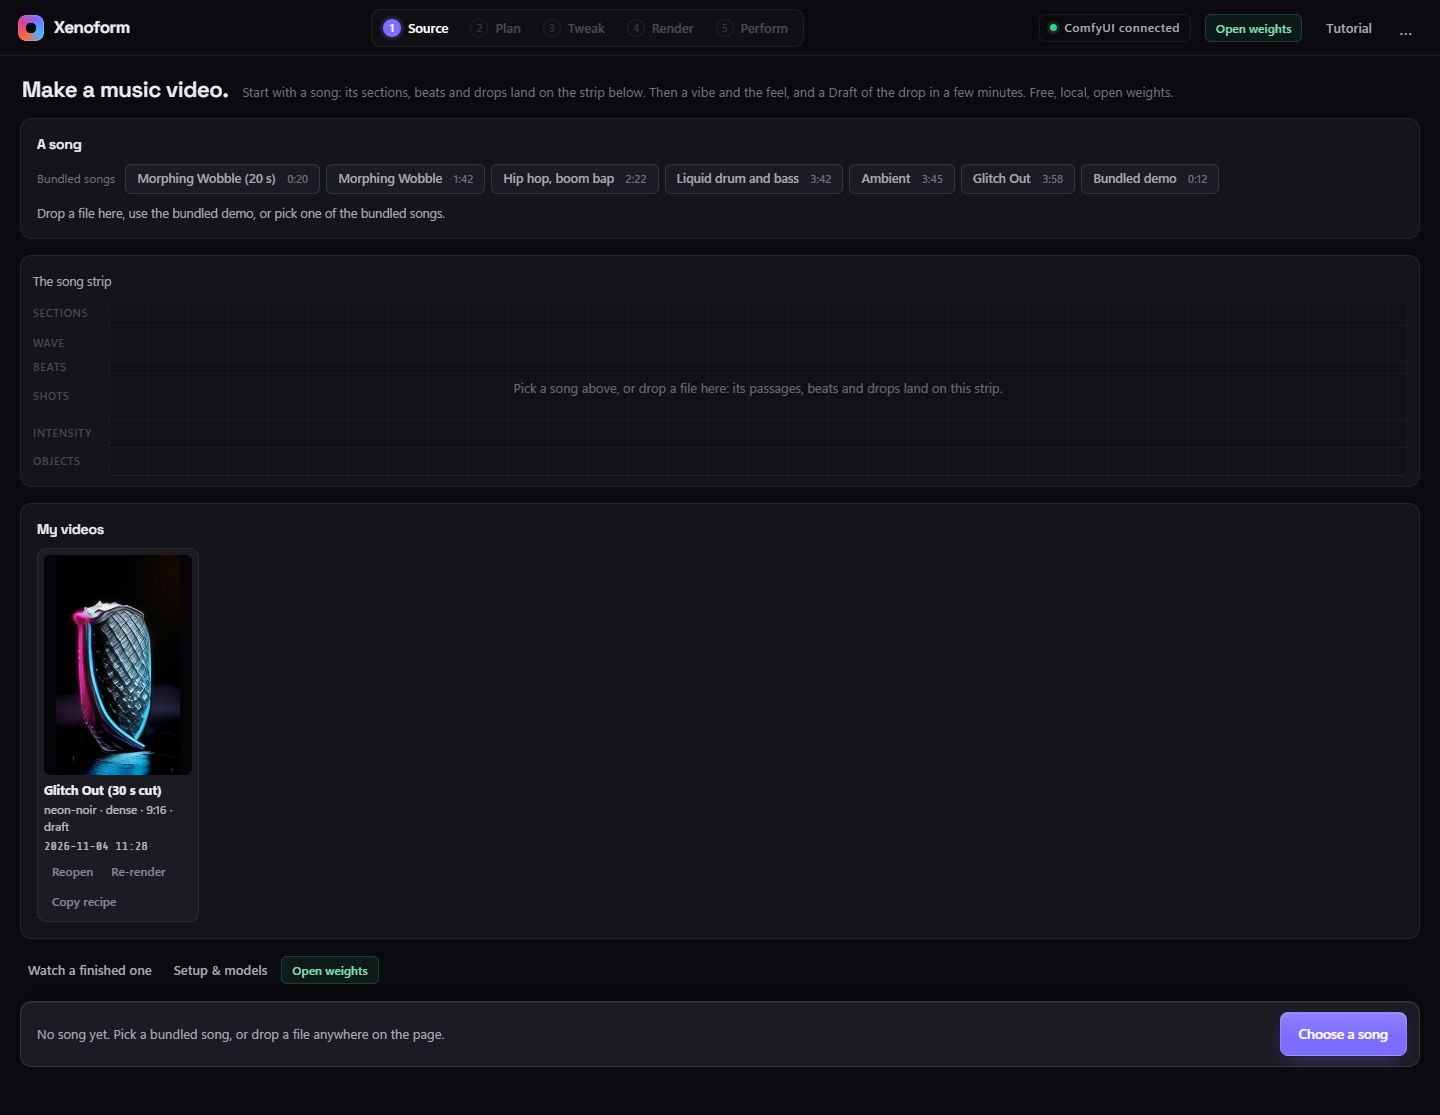 Xenoform
1 Source 2 Plan 3 Tweak 4 Render 5 Perform
ComfyUI connected
Open weights
Tutorial
...
Make a music video. Start with a song: its sections, beats and drops land on the strip below. Then a vibe and the feel, and a Draft of the drop in a few minutes. Free, local, open weights.
A song
Bundled songs Morphing Wobble (20 s) 0:20 Morphing Wobble 1:42 Hip hop, boom bap 2:22 Liquid drum and bass 3:42 Ambient 3:45 Glitch Out 3:58 Bundled demo 0:12
Drop a file here, use the bundled demo, or pick one of the bundled songs.
The song strip
SECTIONS
WAVE
BEATS
Pick a song above, or drop a file here: its passages, beats and drops land on this strip.
SHOTS
INTENSITY
OBJECTS
My videos
Glitch Out (30 s cut)
neon-noir · dense · 9:16 ·
draft
2026-11-04 11:28
Reopen Re-render
Copy recipe
Watch a finished one Setup & models Open weights
No song yet. Pick a bundled song, or drop a file anywhere on the page.
Choose a song